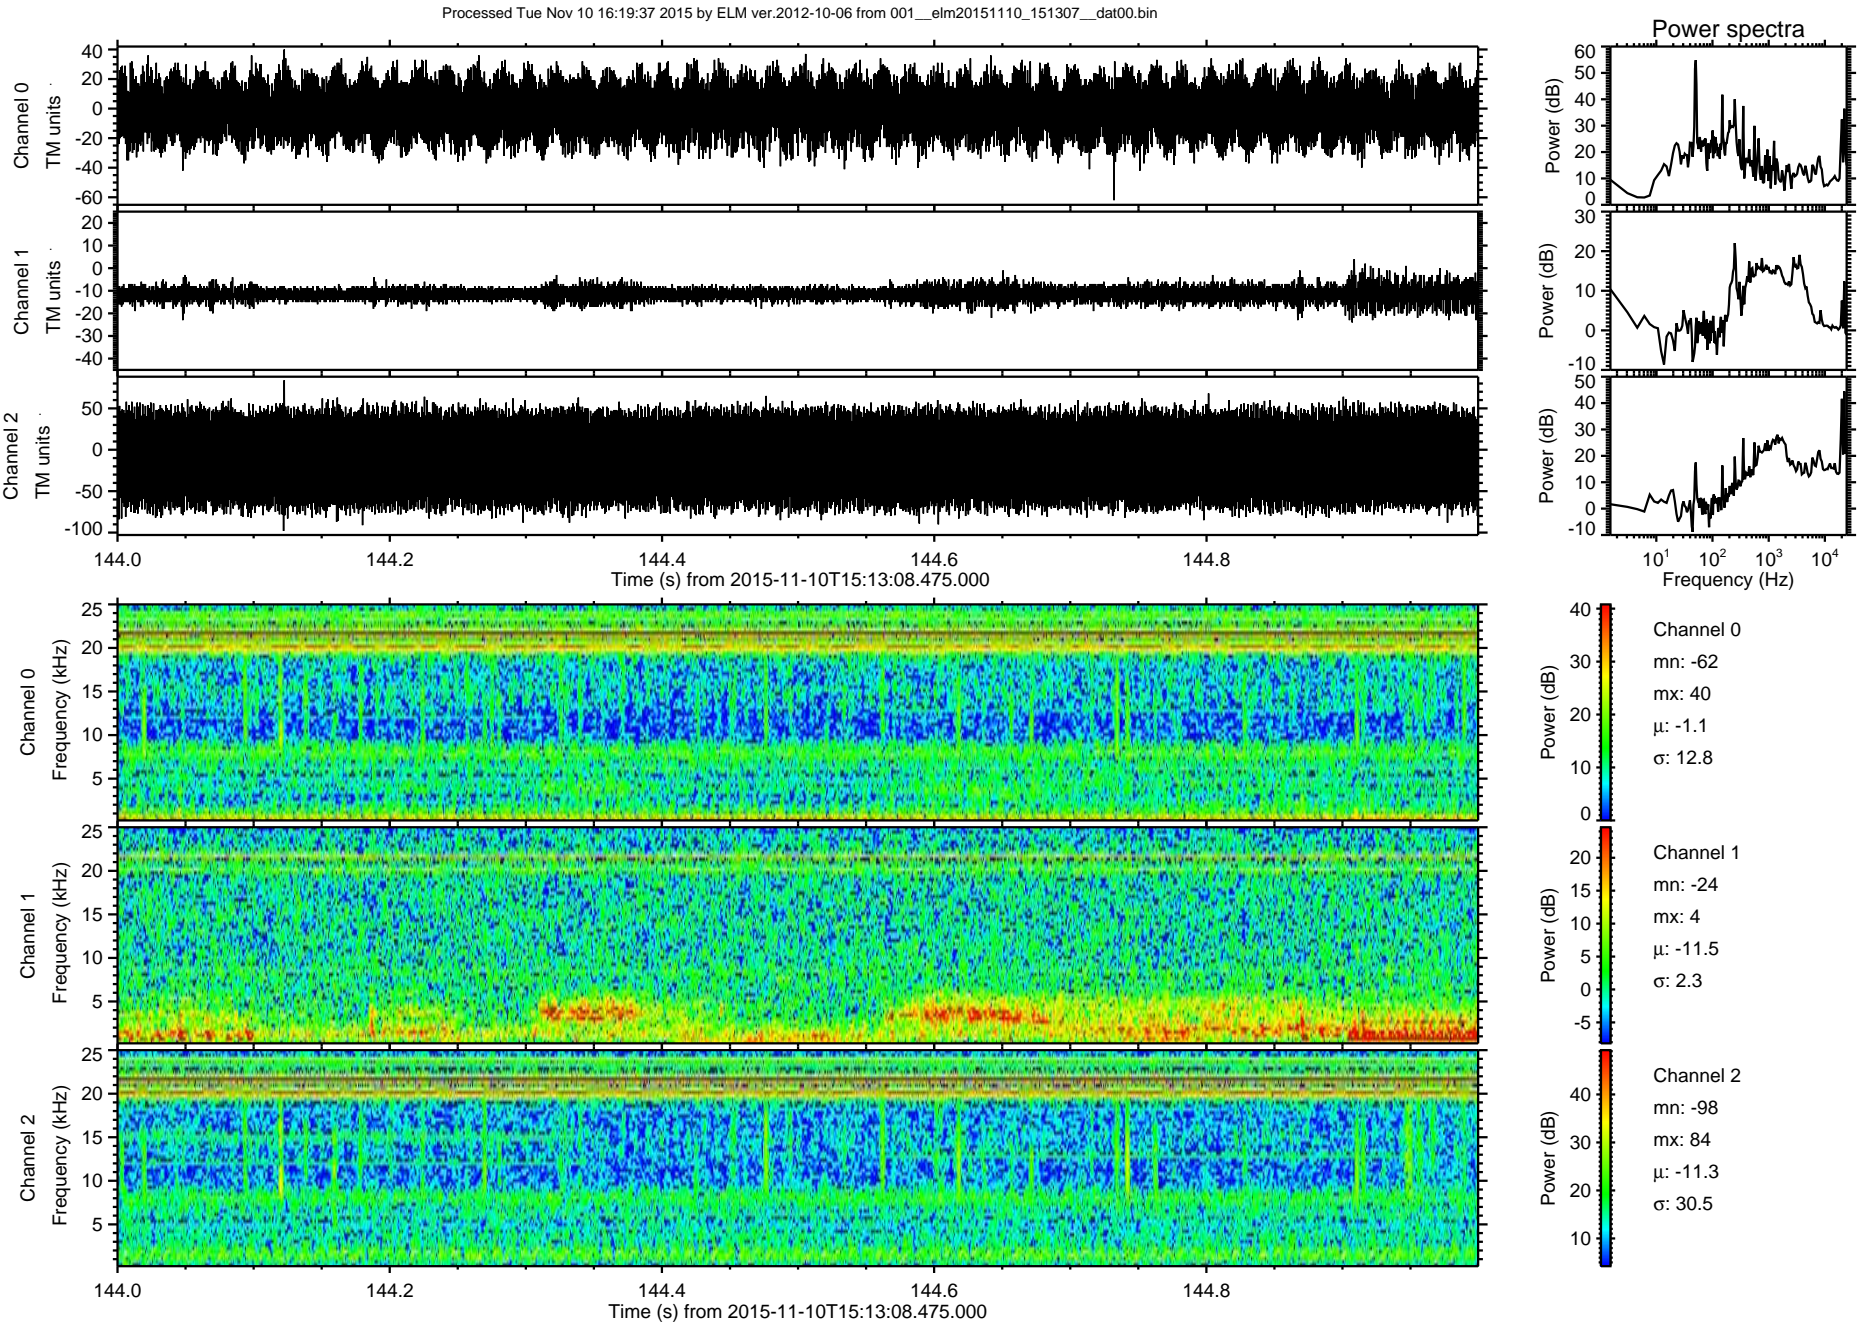 Processed Tue Nov 10 16:19:37 2015 by ELM ver.2012-10-06 from 001__elm20151110_151307__dat00.bin
Power spectra
Channel 0
TM units
40
20
0
-20
-40
-60
Power (dB)
60
50
40
30
20
10
0
Channel 1
TM units
20
10
0
-10
-20
-30
-40
Power (dB)
30
20
10
0
-10
Channel 2
TM units
50
0
-50
-100
Power (dB)
50
40
30
20
10
0
-10
144.0 144.2 144.4 144.6 144.8
Time (s) from 2015-11-10T15:13:08.475.000
10¹ 10² 10³ 10⁴
Frequency (Hz)
Channel 0
Frequency (kHz)
25
20
15
10
5
Power (dB)
40
30
20
10
0
Channel 0
mn: -62
mx: 40
μ: -1.1
σ: 12.8
Channel 1
Frequency (kHz)
25
20
15
10
5
Power (dB)
20
15
10
5
0
-5
Channel 1
mn: -24
mx: 4
μ: -11.5
σ: 2.3
Channel 2
Frequency (kHz)
25
20
15
10
5
Power (dB)
40
30
20
10
Channel 2
mn: -98
mx: 84
μ: -11.3
σ: 30.5
144.0 144.2 144.4 144.6 144.8
Time (s) from 2015-11-10T15:13:08.475.000